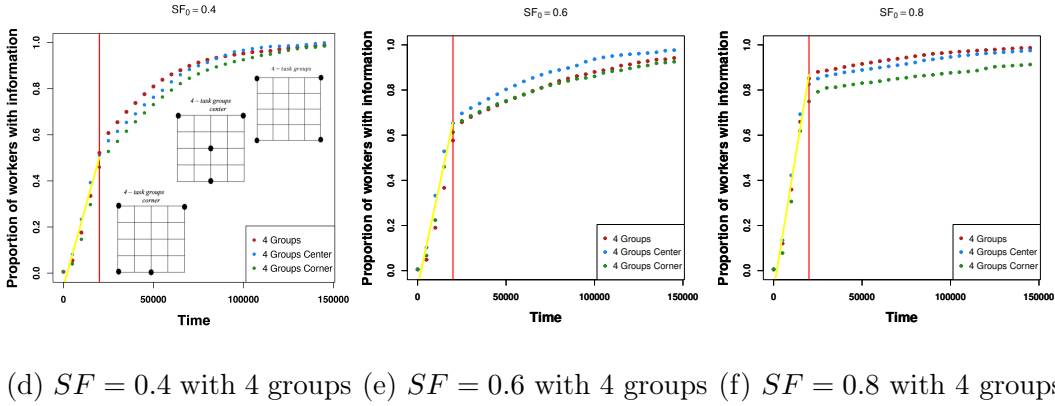 SF0 = 0.4
Proportion of workers with information
1.0
0.8
0.6
0.4
0.2
0.0
4 – task groups
4 – task groups
center
4 – task groups
corner
4 Groups
4 Groups Center
4 Groups Corner
0
50000
100000
150000
Time
SF0 = 0.6
Proportion of workers with information
1.0
0.8
0.6
0.4
0.2
0.0
4 Groups
4 Groups Center
4 Groups Corner
0
50000
100000
150000
Time
SF0 = 0.8
Proportion of workers with information
1.0
0.8
0.6
0.4
0.2
0.0
4 Groups
4 Groups Center
4 Groups Corner
0
50000
100000
150000
Time
(d) SF = 0.4 with 4 groups (e) SF = 0.6 with 4 groups (f) SF = 0.8 with 4 groups